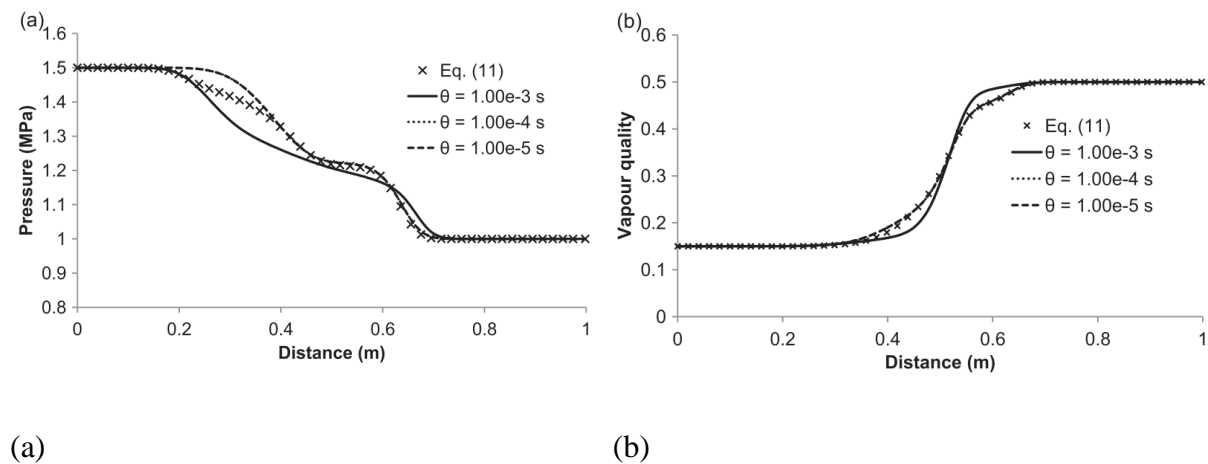 (a)
1.6
1.5
1.4
1.3
1.2
1.1
1
0.9
0.8
Pressure (MPa)
0
0.2
0.4
0.6
0.8
1
Distance (m)
Eq. (11)
θ = 1.00e-3 s
θ = 1.00e-4 s
θ = 1.00e-5 s
(b)
0.6
0.5
0.4
0.3
0.2
0.1
0
Vapour quality
0
0.2
0.4
0.6
0.8
1
Distance (m)
Eq. (11)
θ = 1.00e-3 s
θ = 1.00e-4 s
θ = 1.00e-5 s
(a)
(b)